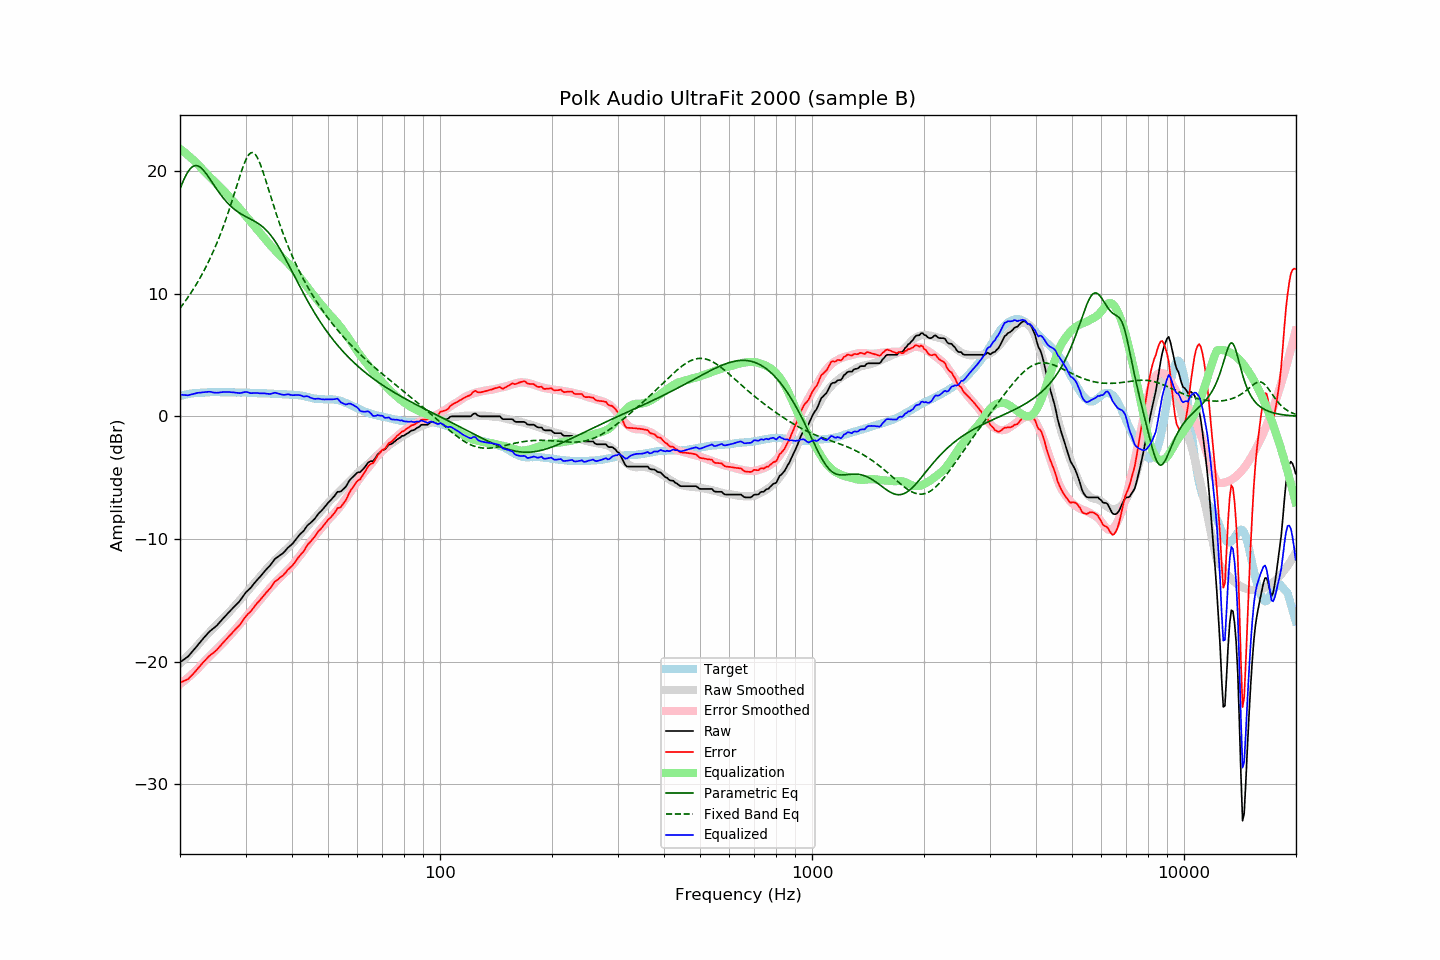 Polk Audio UltraFit 2000 (sample B)
20
10
0
−10
−20
−30
Amplitude (dBr)
100
1000
10000
Frequency (Hz)
Target
Raw Smoothed
Error Smoothed
Raw
Error
Equalization
Parametric Eq
Fixed Band Eq
Equalized